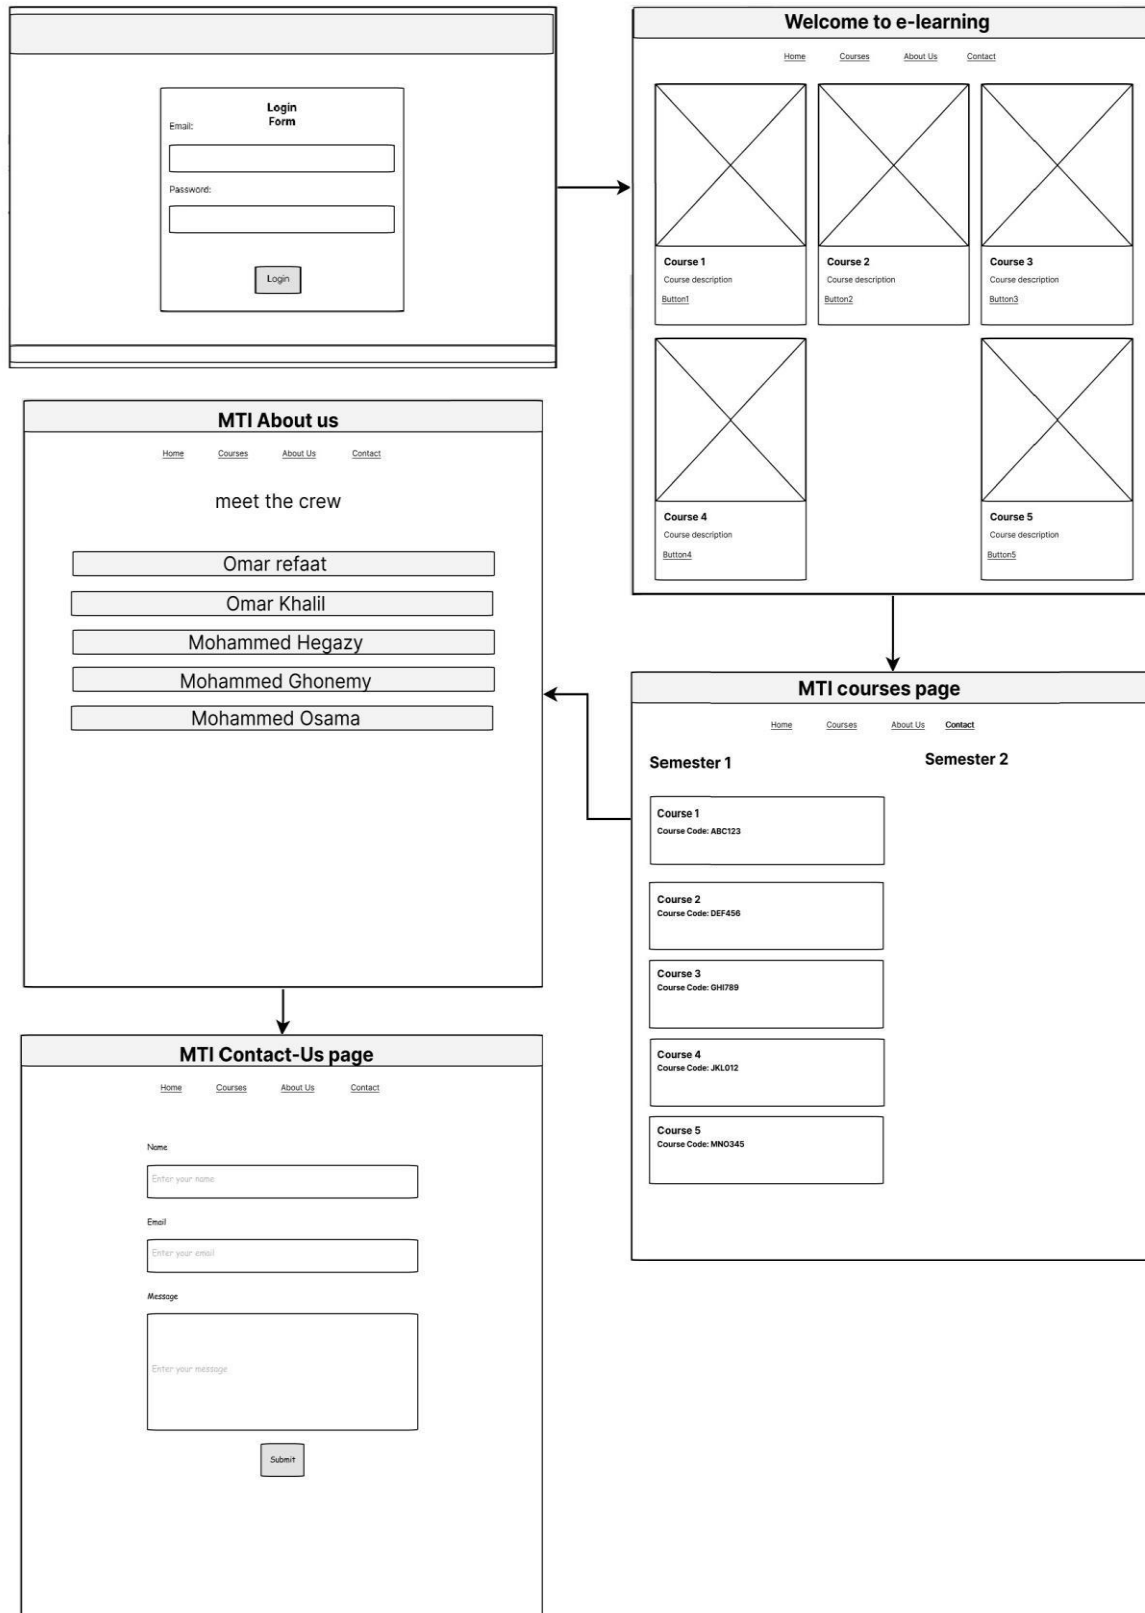 Login
Form
Email:
Password:
Login
Welcome to e-learning
Home Courses About Us Contact
Course 1
Course description
Button1
Course 2
Course description
Button2
Course 3
Course description
Button3
Course 4
Course description
Button4
Course 5
Course description
Button5
MTI courses page
Home Courses About Us Contact
Semester 1
Semester 2
Course 1
Course Code: ABC123
Course 2
Course Code: DEF456
Course 3
Course Code: GHI789
Course 4
Course Code: JKL012
Course 5
Course Code: MNO345
MTI About us
Home Courses About Us Contact
meet the crew
Omar refaat
Omar Khalil
Mohammed Hegazy
Mohammed Ghonemy
Mohammed Osama
MTI Contact-Us page
Home Courses About Us Contact
Name
Enter your name
Email
Enter your email
Message
Enter your message
Submit